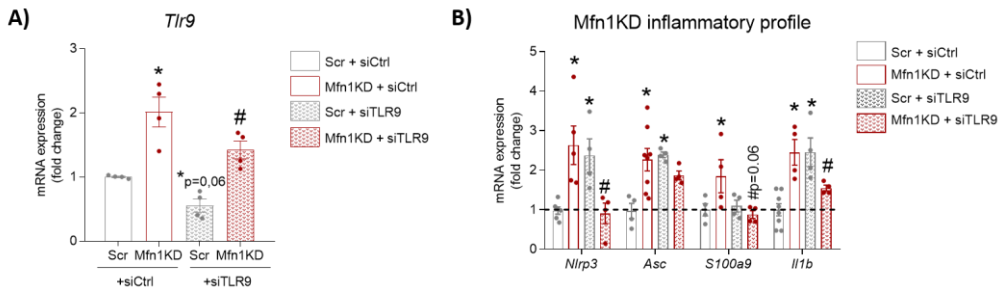 A)
Tlr9
mRNA expression
(fold change)
3
2
1
0
*
*p=0,06
#
Scr Mfn1KD Scr Mfn1KD
+siCtrl +siTLR9
Scr + siCtrl
Mfn1KD + siCtrl
Scr + siTLR9
Mfn1KD + siTLR9
B)
Mfn1KD inflammatory profile
mRNA expression
(fold change)
5
4
3
2
1
0
* * # * * * #p=0.06 * * #
Nlrp3 Asc S100a9 Il1b
Scr + siCtrl
Mfn1KD + siCtrl
Scr + siTLR9
Mfn1KD + siTLR9